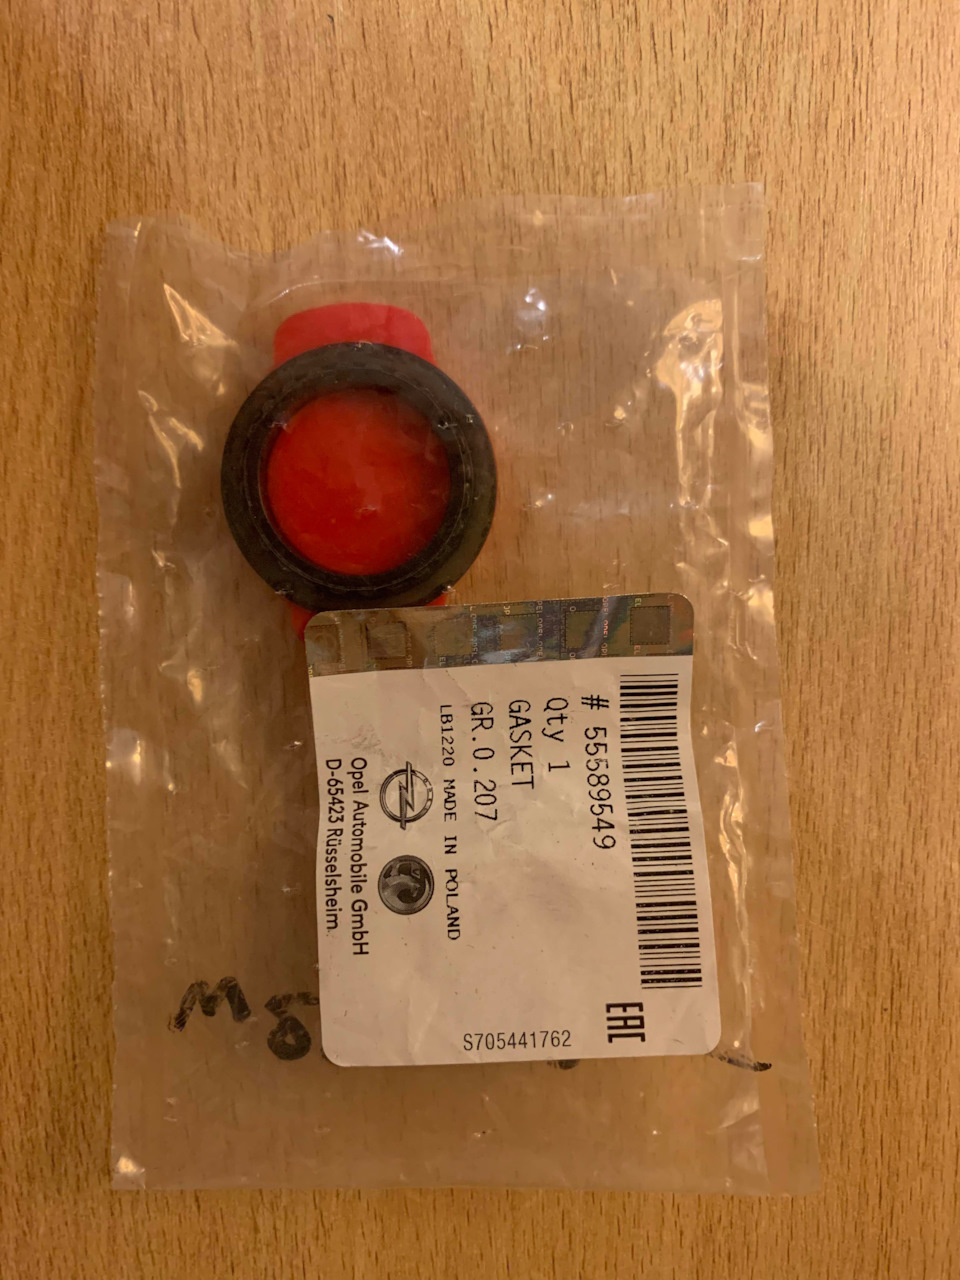 # 55589549
Qty 1
GASKET
GR.0.207
LB1220 MADE IN POLAND
Opel Automobile GmbH
D-65423 Rüsselsheim
EAC
S705441762